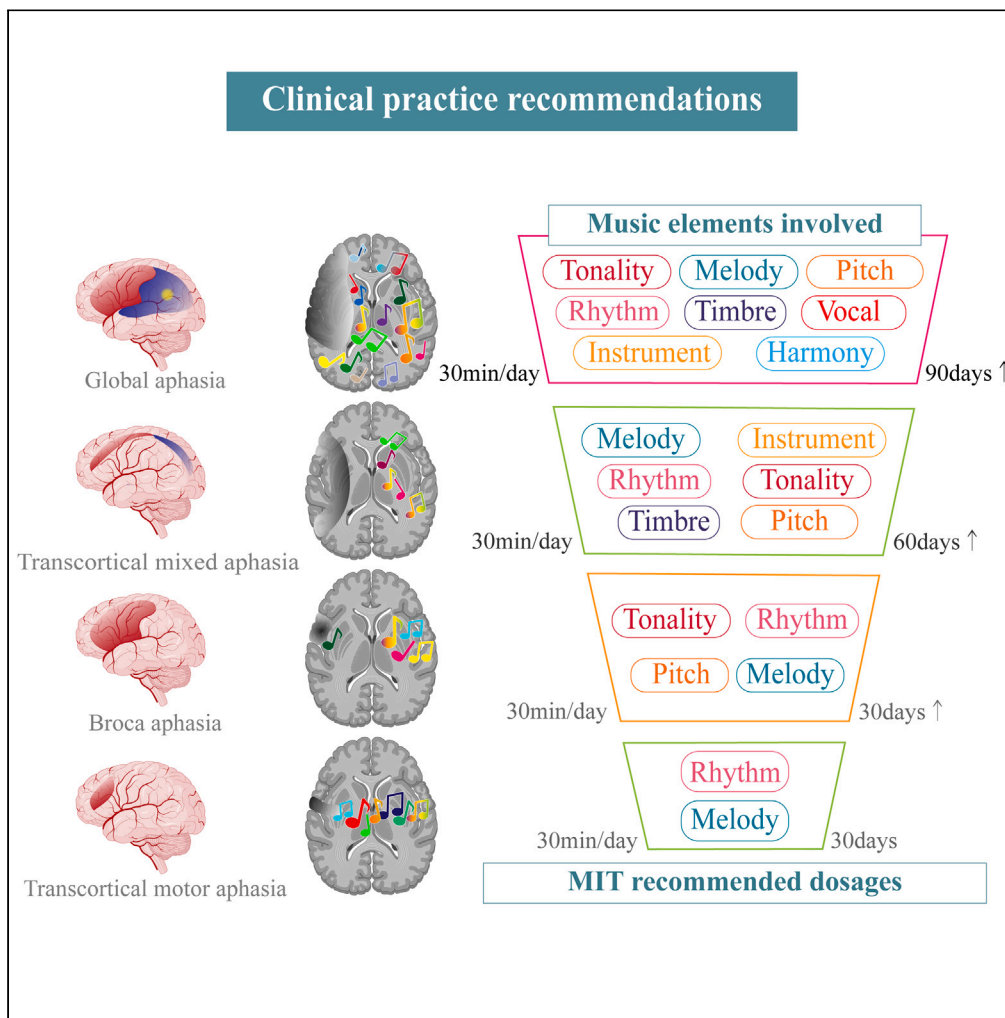 Clinical practice recommendations
Music elements involved
Tonality Melody Pitch
Rhythm Timbre Vocal
Instrument Harmony
Global aphasia
30min/day
90days ↑
Melody Instrument
Rhythm Tonality
Timbre Pitch
Transcortical mixed aphasia
30min/day
60days ↑
Tonality Rhythm
Pitch Melody
Broca aphasia
30min/day
30days ↑
Rhythm
Melody
Transcortical motor aphasia
30min/day
30days
MIT recommended dosages